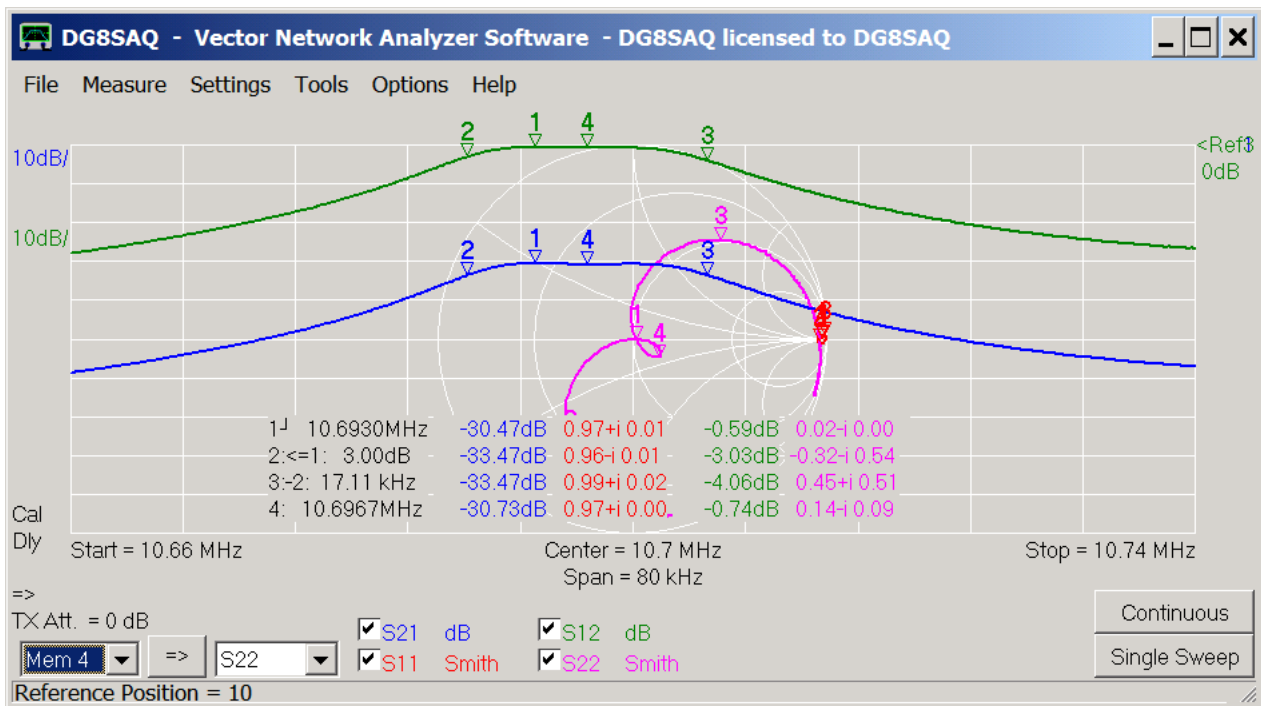 DG8SAQ - Vector Network Analyzer Software - DG8SAQ licensed to DG8SAQ
File Measure Settings Tools Options Help
10dB/
<Ref3
0dB
10dB/
2 1 4 3
3
2 1 4 3
1 4
1┘ 10.6930MHz -30.47dB 0.97+i 0.01 -0.59dB 0.02-i 0.00
2:<=1: 3.00dB -33.47dB 0.96-i 0.01 -3.03dB -0.32-i 0.54
3:-2: 17.11 kHz -33.47dB 0.99+i 0.02 -4.06dB 0.45+i 0.51
4: 10.6967MHz -30.73dB 0.97+i 0.00 -0.74dB 0.14-i 0.09
Cal
Dly
Start = 10.66 MHz Center = 10.7 MHz Stop = 10.74 MHz
Span = 80 kHz
=>
TX Att. = 0 dB
Continuous
S21 dB S12 dB
Mem 4 => S22
S11 Smith S22 Smith
Single Sweep
Reference Position = 10